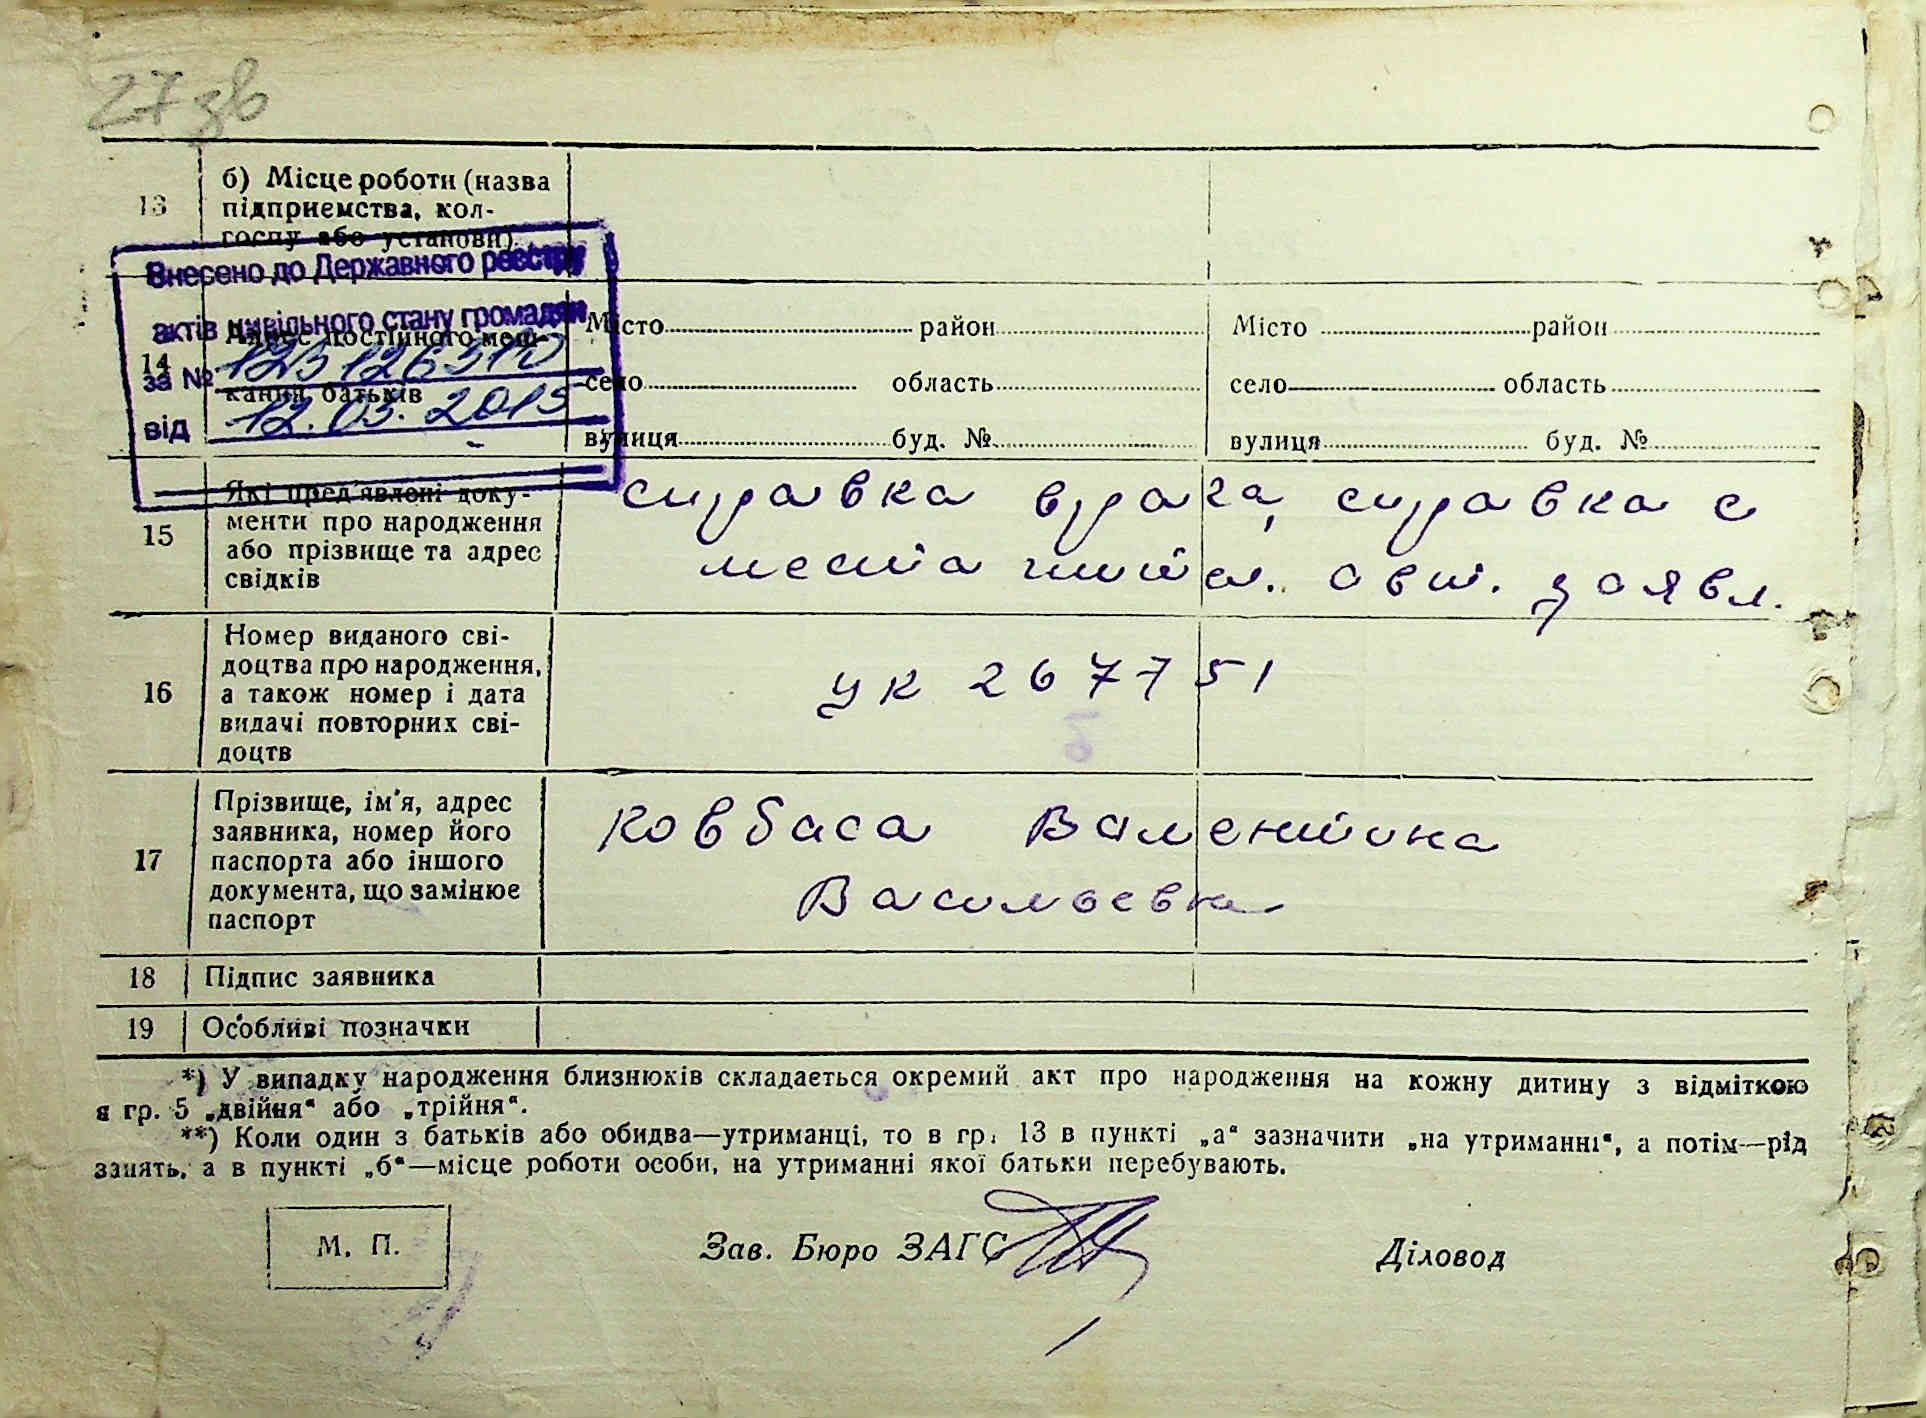 27 зв
13
б) Місце роботи (назва
підприємства, кол-
госпу або установи)
Внесено до Державного реєстру
актів цивільного стану громадян
за №
від 12.03.2015
14
Адрес постійного меш-
кання батьків
Місто район Місто район
село область село область
вулиця буд. № вулиця буд. №
15
Які пред'явлені доку-
менти про народження
або прізвище та адрес
свідків
справка врача, справка с
места жит ел. заявл.
16
Номер виданого сві-
доцтва про народження,
а також номер і дата
видачі повторних сві-
доцтв
УК 267751
17
Прізвище, ім'я, адрес
заявника, номер його
паспорта або іншого
документа, що замінює
паспорт
Ковбаса Валентина
Васильевна
18 Підпис заявника
19 Особливі позначки
*) У випадку народження близнюків складається окремий акт про народження на кожну дитину з відміткою
в гр. 5 „двійня“ або „трійня“.
**) Коли один з батьків або обидва—утриманці, то в гр. 13 в пункті „а“ зазначити „на утриманні“, а потім—рід
занять, а в пункті „б“—місце роботи особи, на утриманні якої батьки перебувають.
М. П.
Зав. Бюро ЗАГС
Діловод